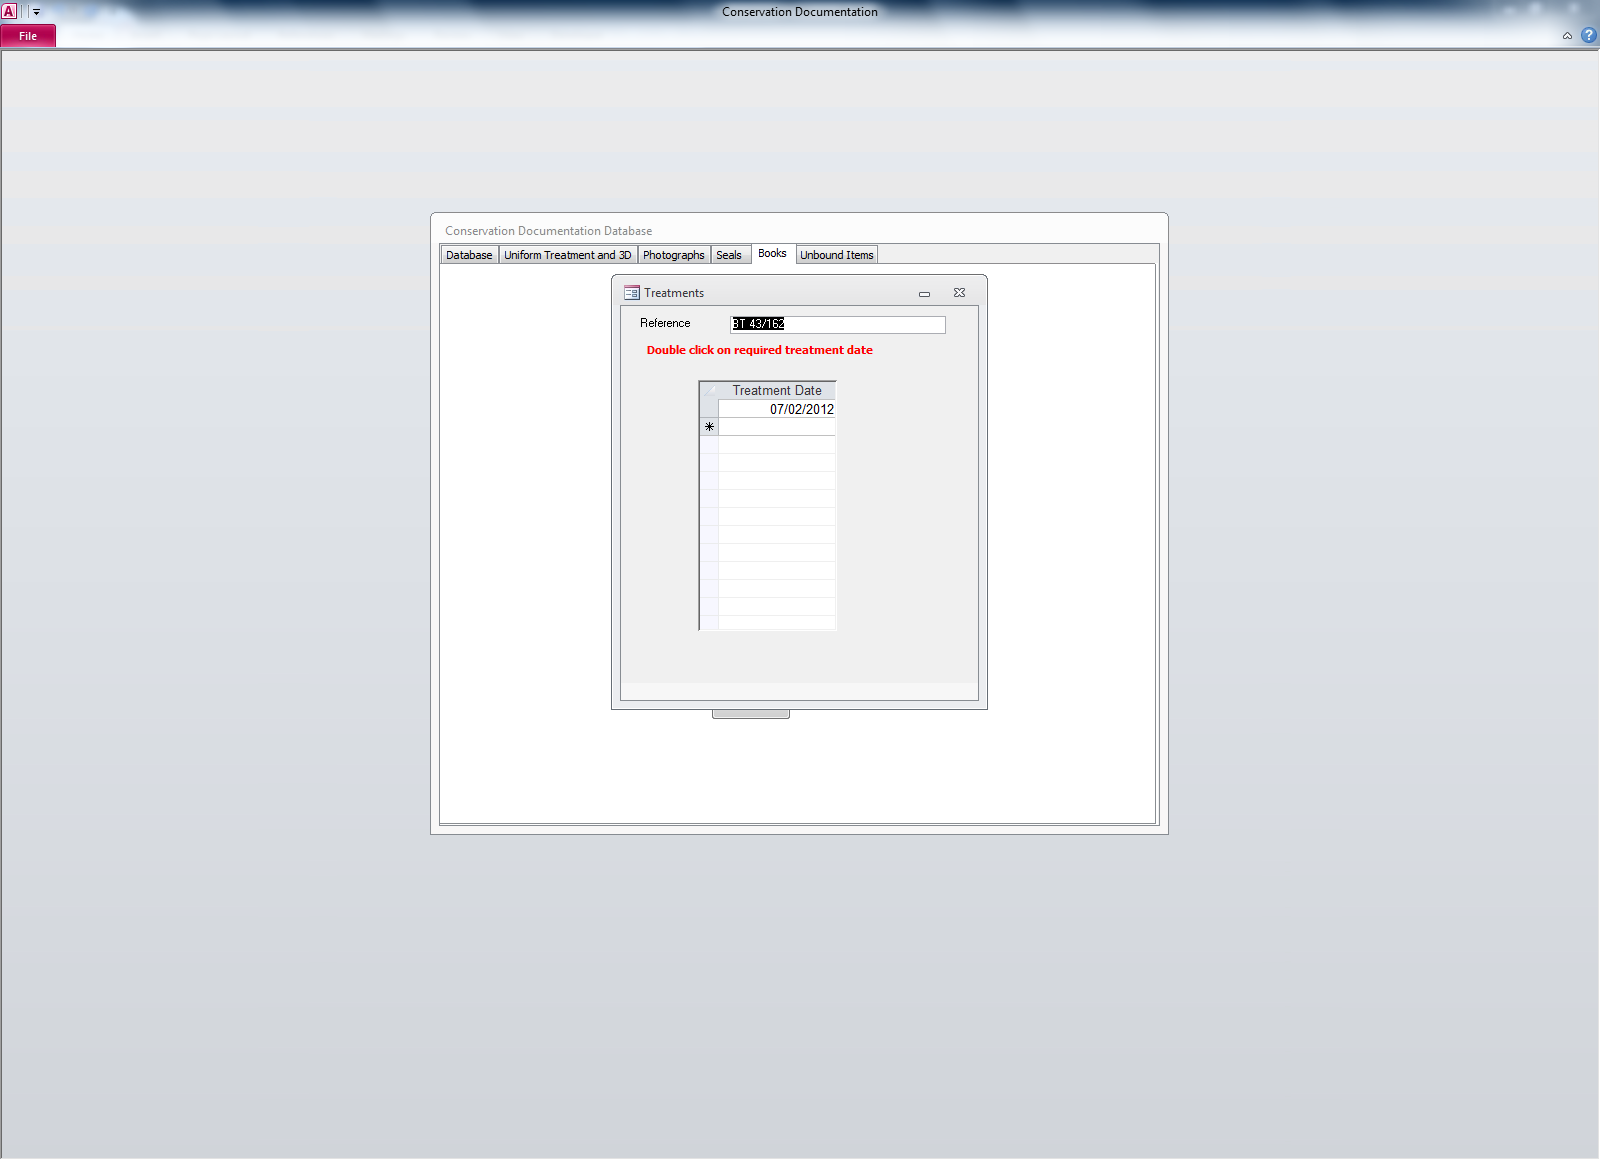 A
Conservation Documentation
File
?
Conservation Documentation Database
Database Uniform Treatment and 3D Photographs Seals Books Unbound Items
Treatments
Reference BT 43/162
Double click on required treatment date
Treatment Date
07/02/2012